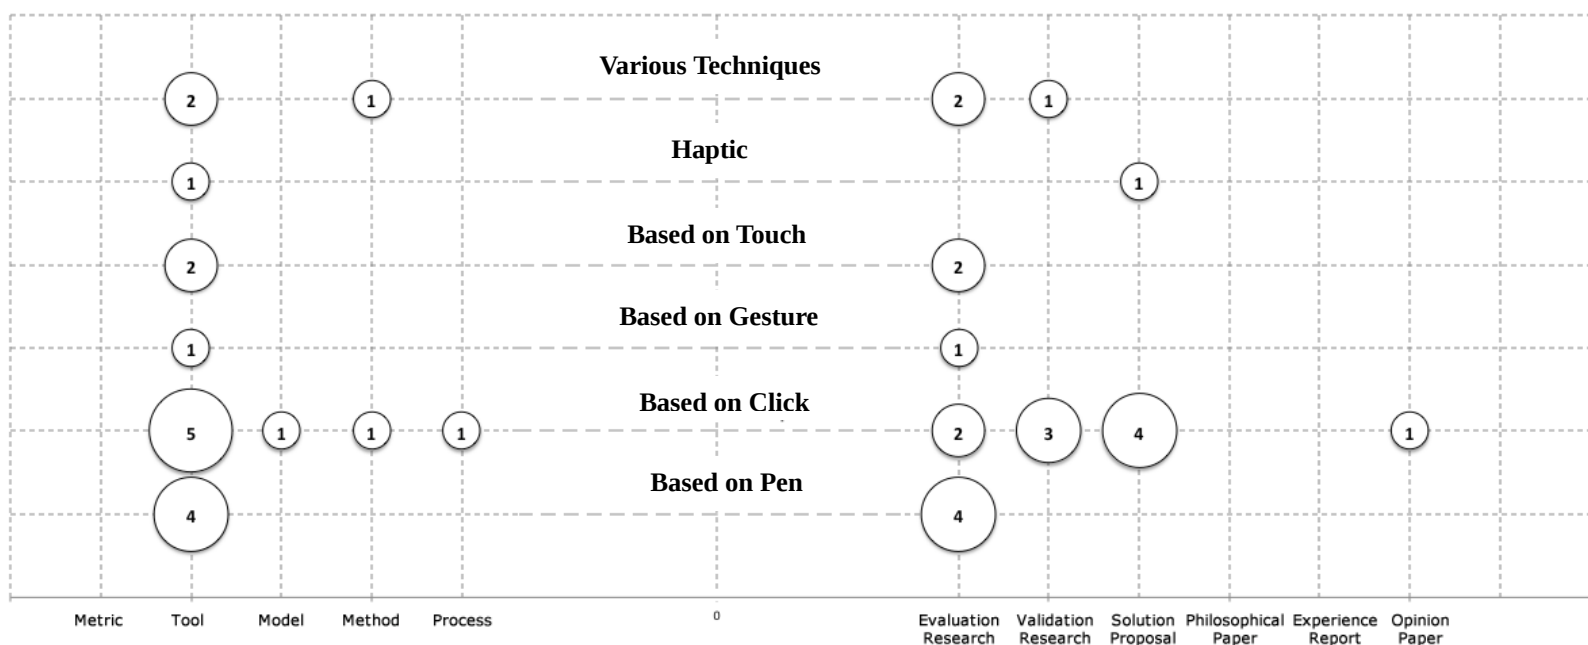 Various Techniques
2 1 2 1
Haptic
1 1
Based on Touch
2 2
Based on Gesture
1 1
Based on Click
5 1 1 1 2 3 4 1
Based on Pen
4 4
Metric Tool Model Method Process 0 Evaluation Validation Solution Philosophical Experience Opinion
Research Research Proposal Paper Report Paper